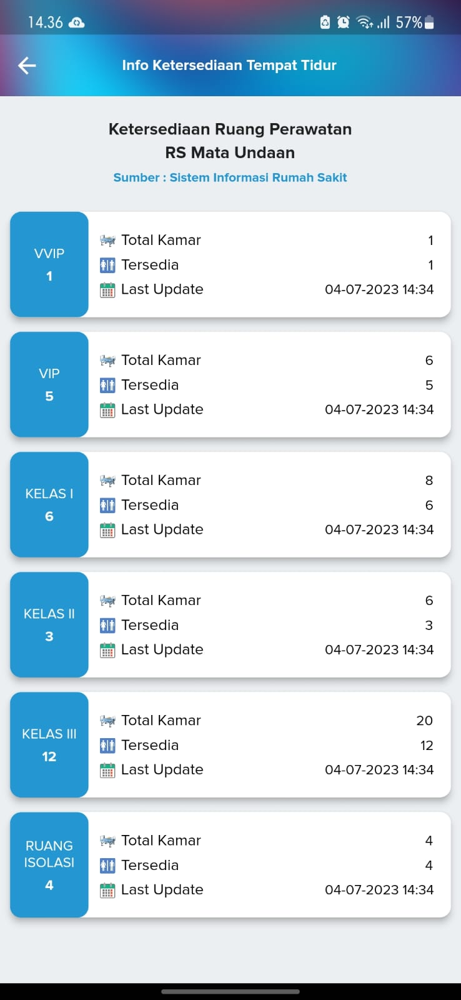 14.36
57%
Info Ketersediaan Tempat Tidur
Ketersediaan Ruang Perawatan
RS Mata Undaan
Sumber : Sistem Informasi Rumah Sakit
VVIP
1
Total Kamar 1
Tersedia 1
Last Update 04-07-2023 14:34
VIP
5
Total Kamar 6
Tersedia 5
Last Update 04-07-2023 14:34
KELAS I
6
Total Kamar 8
Tersedia 6
Last Update 04-07-2023 14:34
KELAS II
3
Total Kamar 6
Tersedia 3
Last Update 04-07-2023 14:34
KELAS III
12
Total Kamar 20
Tersedia 12
Last Update 04-07-2023 14:34
RUANG
ISOLASI
4
Total Kamar 4
Tersedia 4
Last Update 04-07-2023 14:34